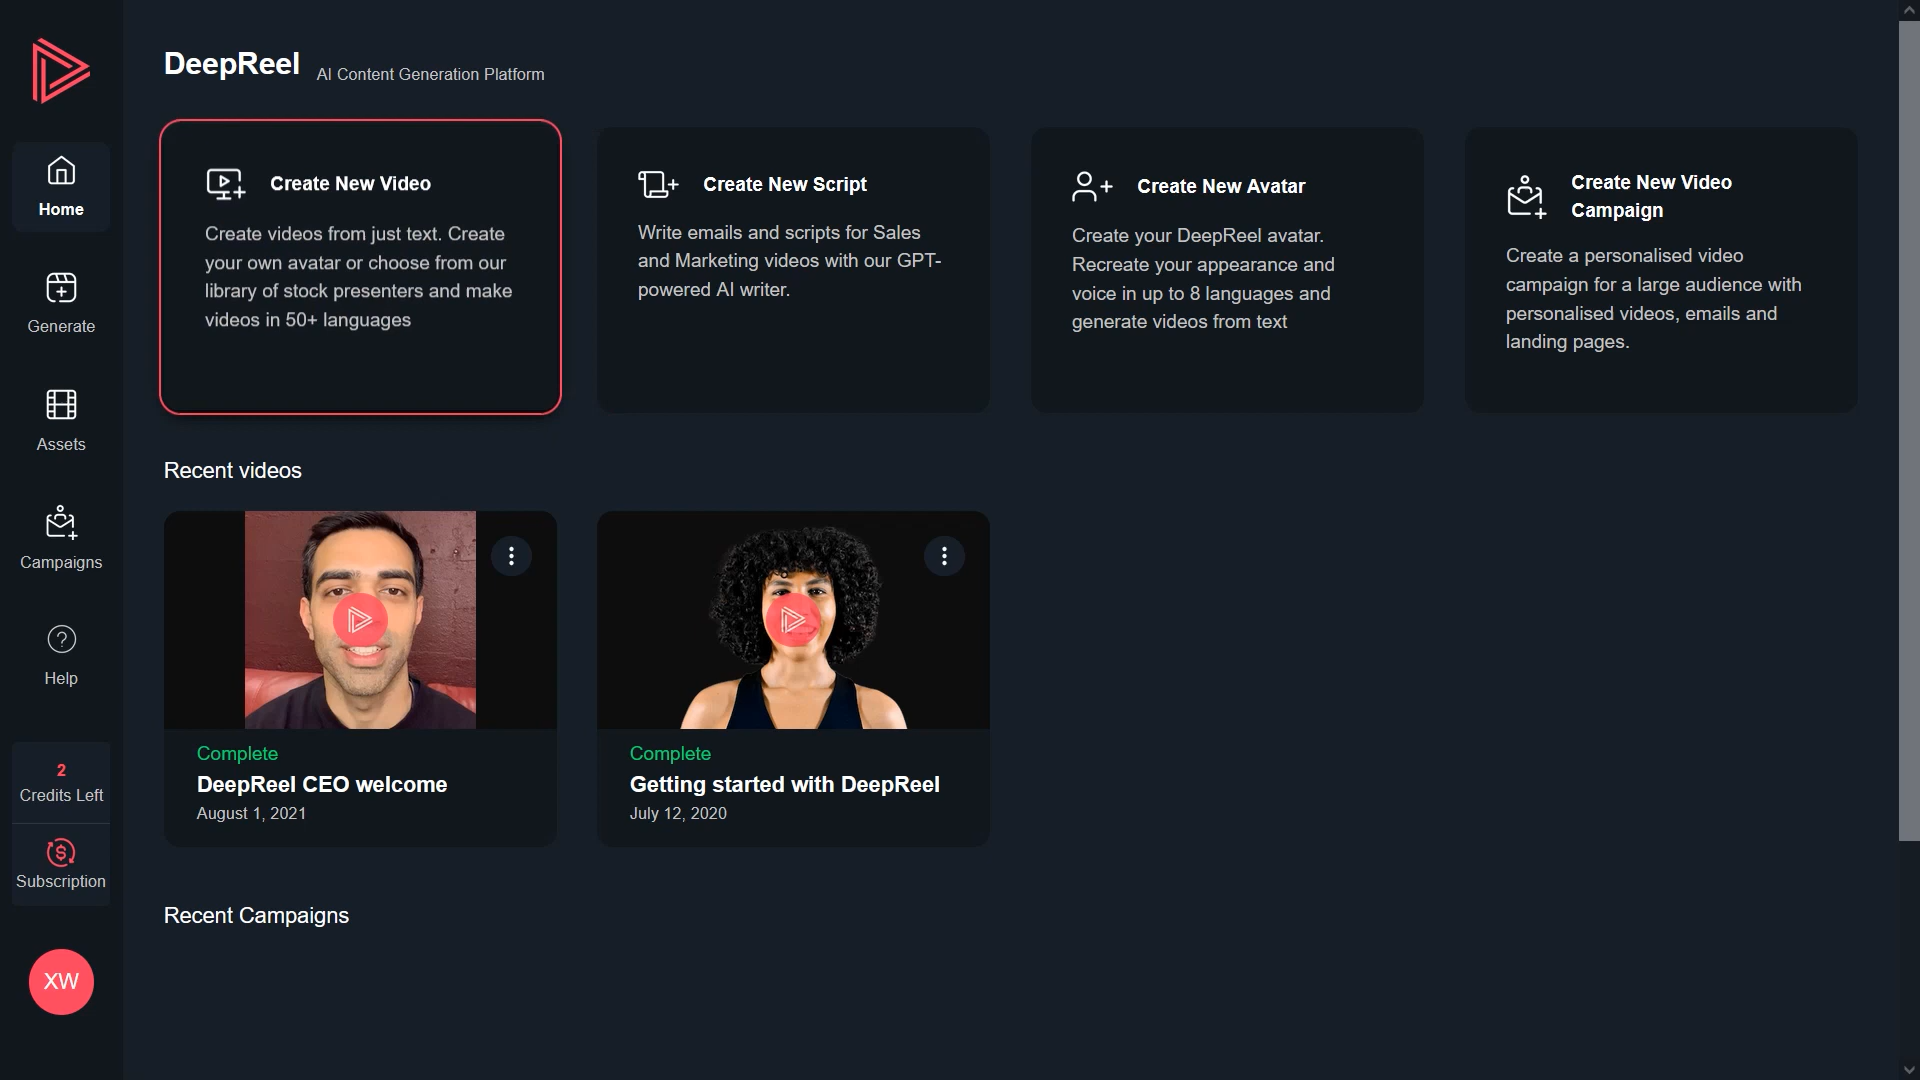 DeepReel AI Content Generation Platform
Home
Generate
Assets
Campaigns
Help
2
Credits Left
Subscription
XW
Create New Video
Create videos from just text. Create
your own avatar or choose from our
library of stock presenters and make
videos in 50+ languages
Create New Script
Write emails and scripts for Sales
and Marketing videos with our GPT-
powered AI writer.
Create New Avatar
Create your DeepReel avatar.
Recreate your appearance and
voice in up to 8 languages and
generate videos from text
Create New Video
Campaign
Create a personalised video
campaign for a large audience with
personalised videos, emails and
landing pages.
Recent videos
Complete
DeepReel CEO welcome
August 1, 2021
Complete
Getting started with DeepReel
July 12, 2020
Recent Campaigns